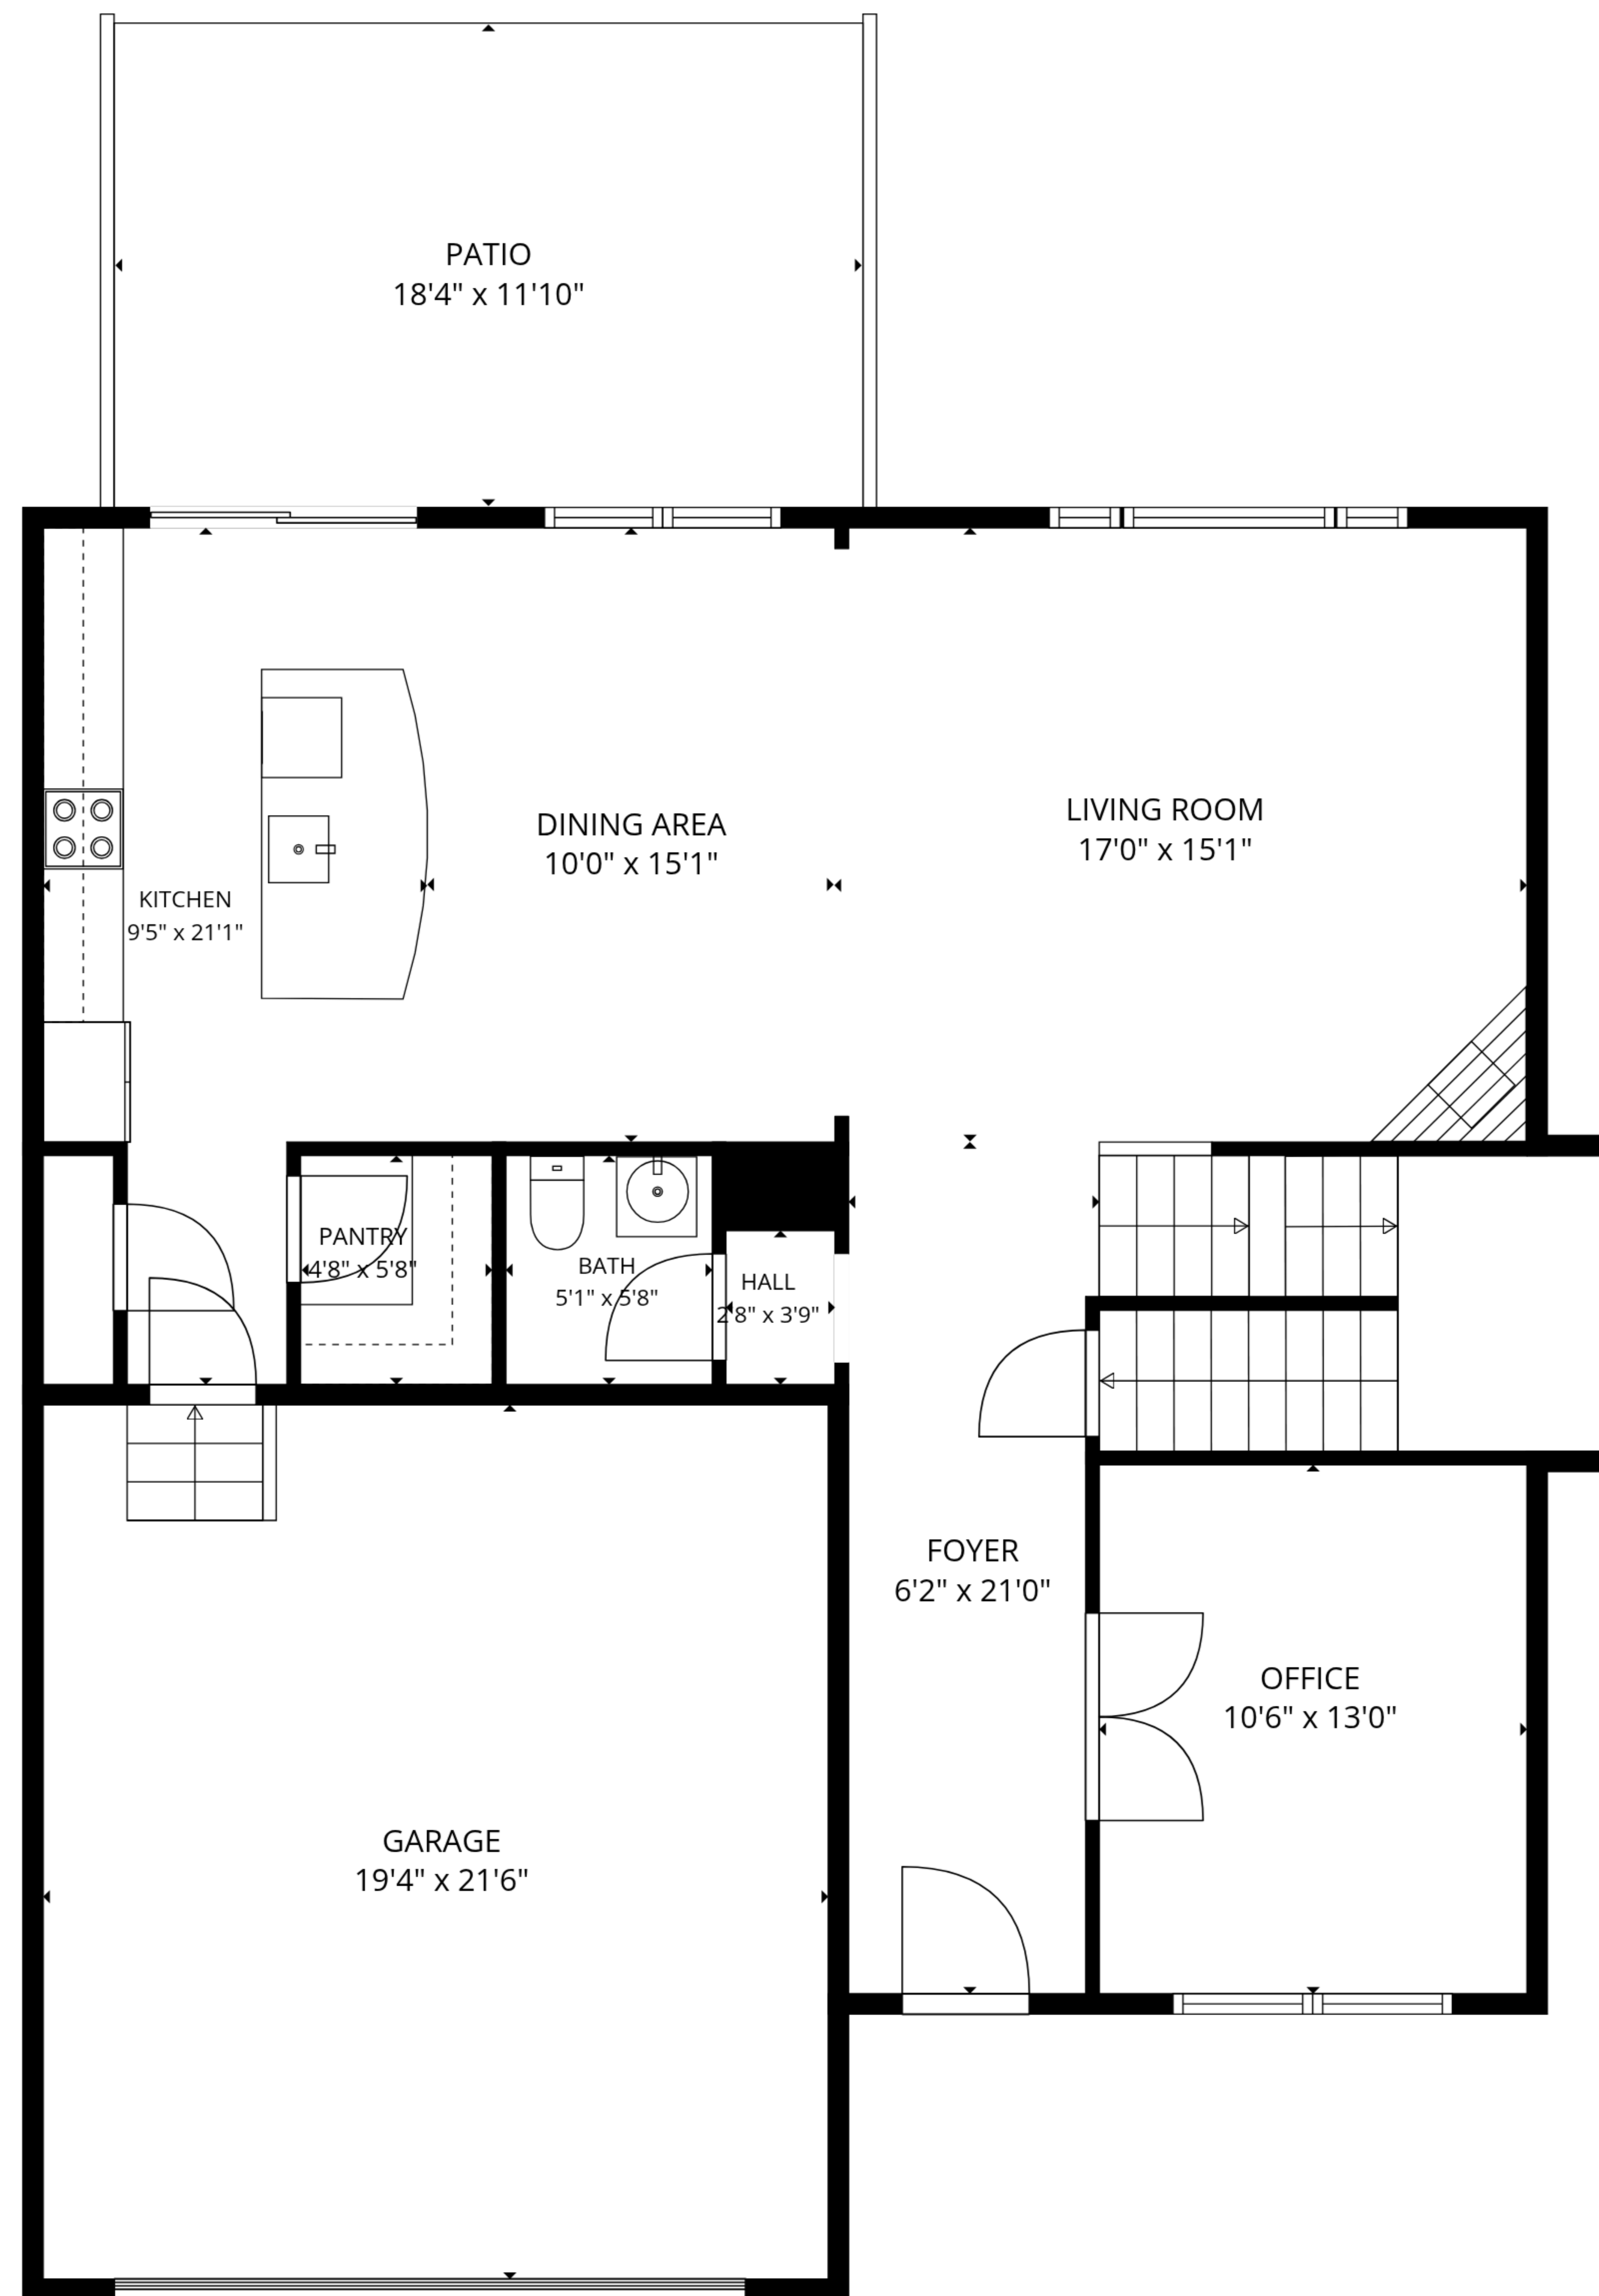 PATIO
18'4" x 11'10"
DINING AREA
10'0" x 15'1"
LIVING ROOM
17'0" x 15'1"
KITCHEN
9'5" x 21'1"
PANTRY
4'8" x 5'8"
BATH
5'1" x 5'8"
HALL
2'8" x 3'9"
FOYER
6'2" x 21'0"
OFFICE
10'6" x 13'0"
GARAGE
19'4" x 21'6"